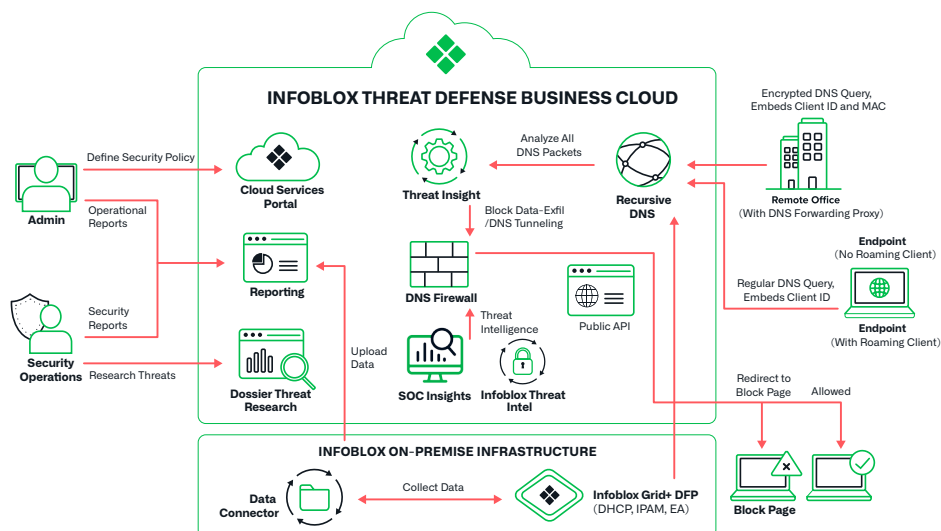 INFOBLOX THREAT DEFENSE BUSINESS CLOUD
Define Security Policy
Admin
Operational
Reports
Security
Reports
Security
Operations
Research Threats
Cloud Services
Portal
Reporting
Dossier Threat
Research
Threat Insight
Analyze All
DNS Packets
Recursive
DNS
Block Data-Exfil
/DNS Tunneling
DNS Firewall
Public API
Threat
Intelligence
SOC Insights
Infoblox Threat
Intel
Upload
Data
Encrypted DNS Query,
Embeds Client ID and MAC
Remote Office
(With DNS Forwarding Proxy)
Endpoint
(No Roaming Client)
Regular DNS Query,
Embeds Client ID
Endpoint
(With Roaming Client)
Redirect to
Block Page
Allowed
Block Page
INFOBLOX ON-PREMISE INFRASTRUCTURE
Data
Connector
Collect Data
Infoblox Grid+ DFP
(DHCP, IPAM, EA)